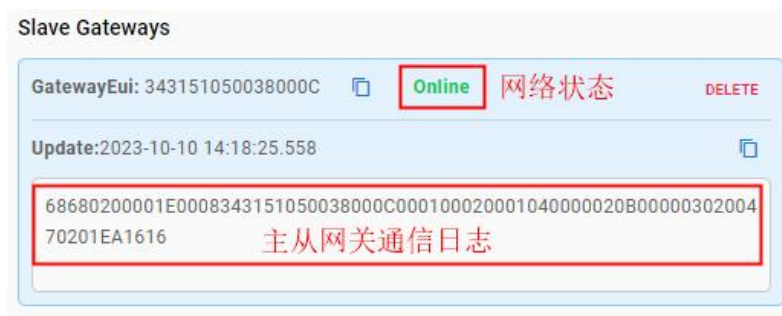 Slave Gateways
GatewayEui: 343151050038000C Online 网络状态 DELETE
Update:2023-10-10 14:18:25.558
68680200001E0008343151050038000C000100020001040000020B00000302004
70201EA1616 主从网关通信日志